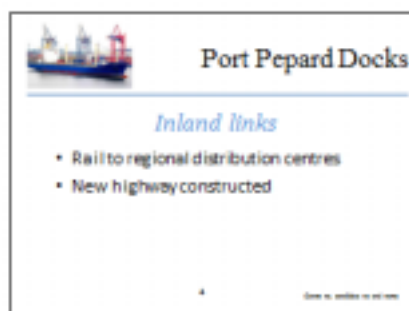 Port Pepard Docks
Inland links
• Rail to regional distribution centres
• New highway constructed
4